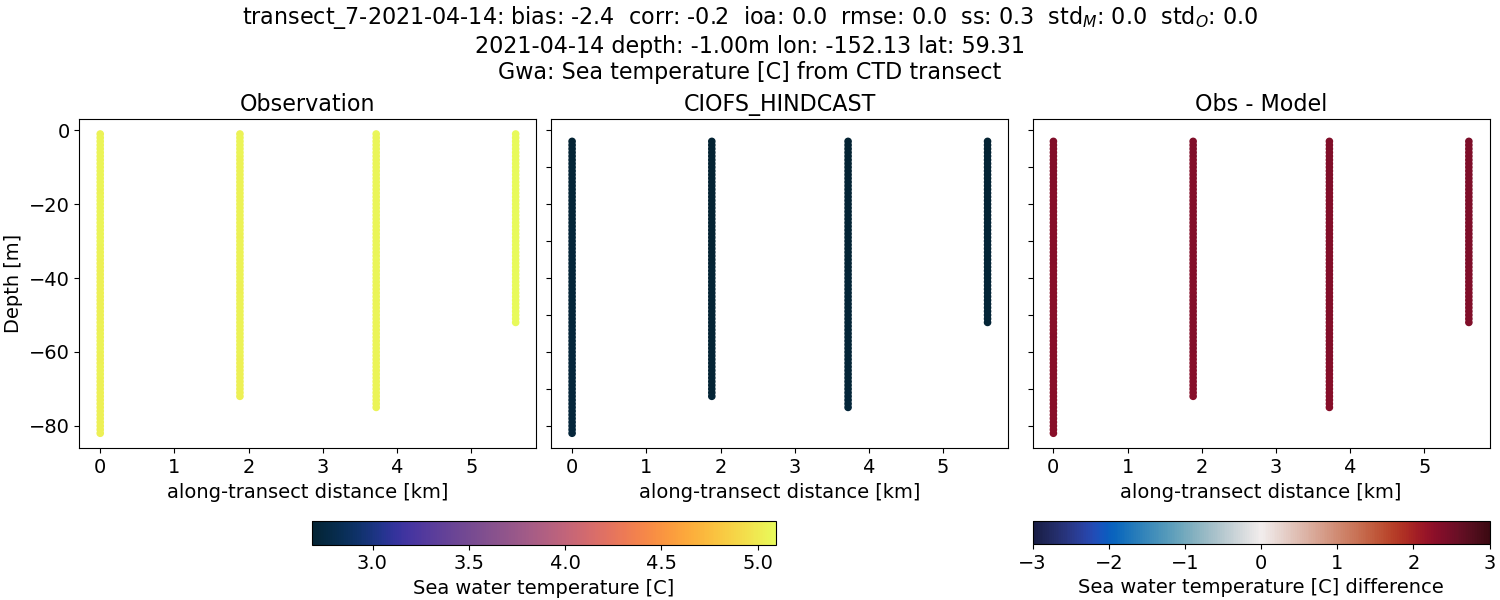 transect_7-2021-04-14: bias: -2.4  corr: -0.2  ioa: 0.0  rmse: 0.0  ss: 0.3  std_M: 0.0  std_O: 0.0
2021-04-14 depth: -1.00m lon: -152.13 lat: 59.31
Gwa: Sea temperature [C] from CTD transect
Observation
CIOFS_HINDCAST
Obs - Model
Depth [m]
0
−20
−40
−60
−80
0 1 2 3 4 5
along-transect distance [km]
0 1 2 3 4 5
along-transect distance [km]
0 1 2 3 4 5
along-transect distance [km]
3.0 3.5 4.0 4.5 5.0
Sea water temperature [C]
−3 −2 −1 0 1 2 3
Sea water temperature [C] difference